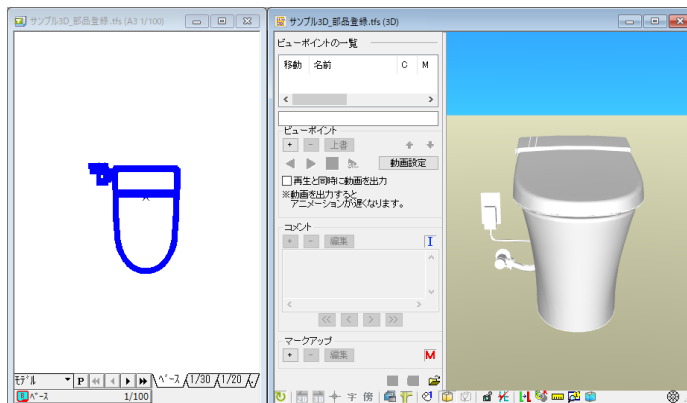 サンプル3D_部品登録..tfs (A3 1/100)
サンプル3D_部品登録.tfs (3D)
ビューポイントの一覧
移動 名前 C M
ビューポイント
+ - 上書
動画設定
再生と同時に動画を出力
※動画を出力すると
アニメーションが遅くなります。
コメント
+ - 編集 I
<< < > >>
マークアップ
+ - 編集 M
モデル P ベース 1/30 1/20
ベース 1/100
字 傍